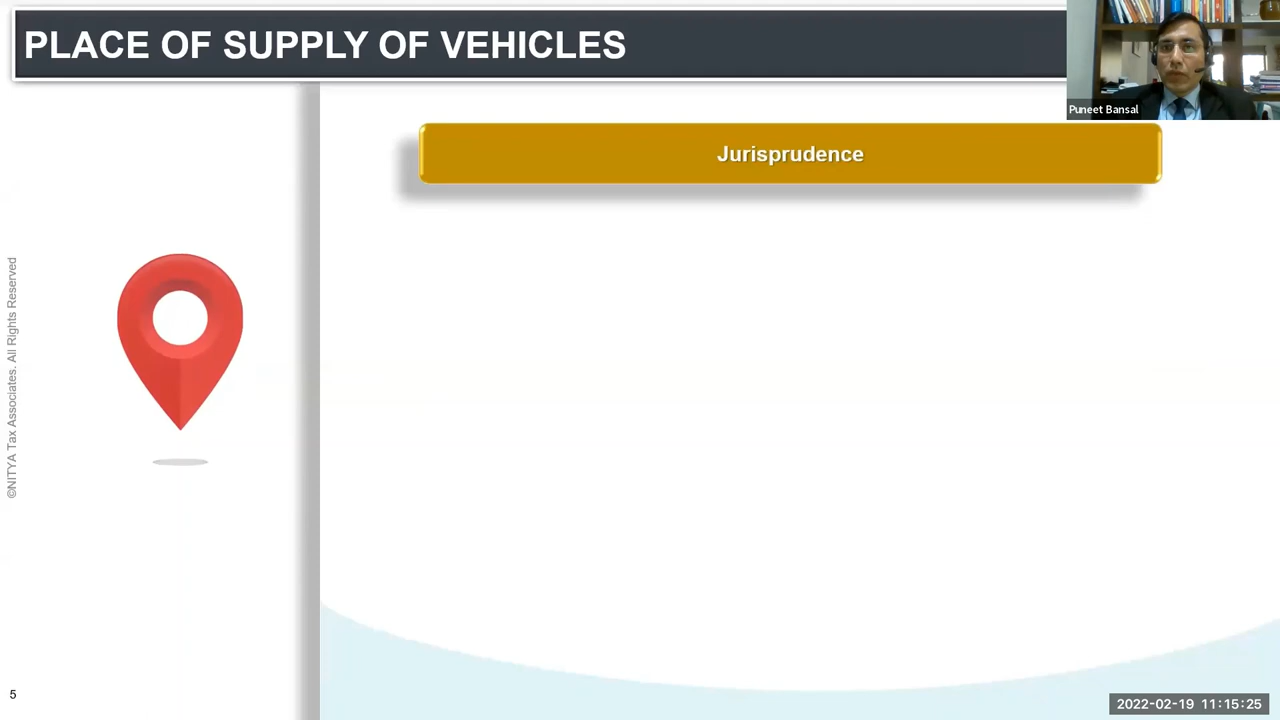 PLACE OF SUPPLY OF VEHICLES
Puneet Bansal
Jurisprudence
©NITYA Tax Associates. All Rights Reserved
5
2022-02-19 11:15:25